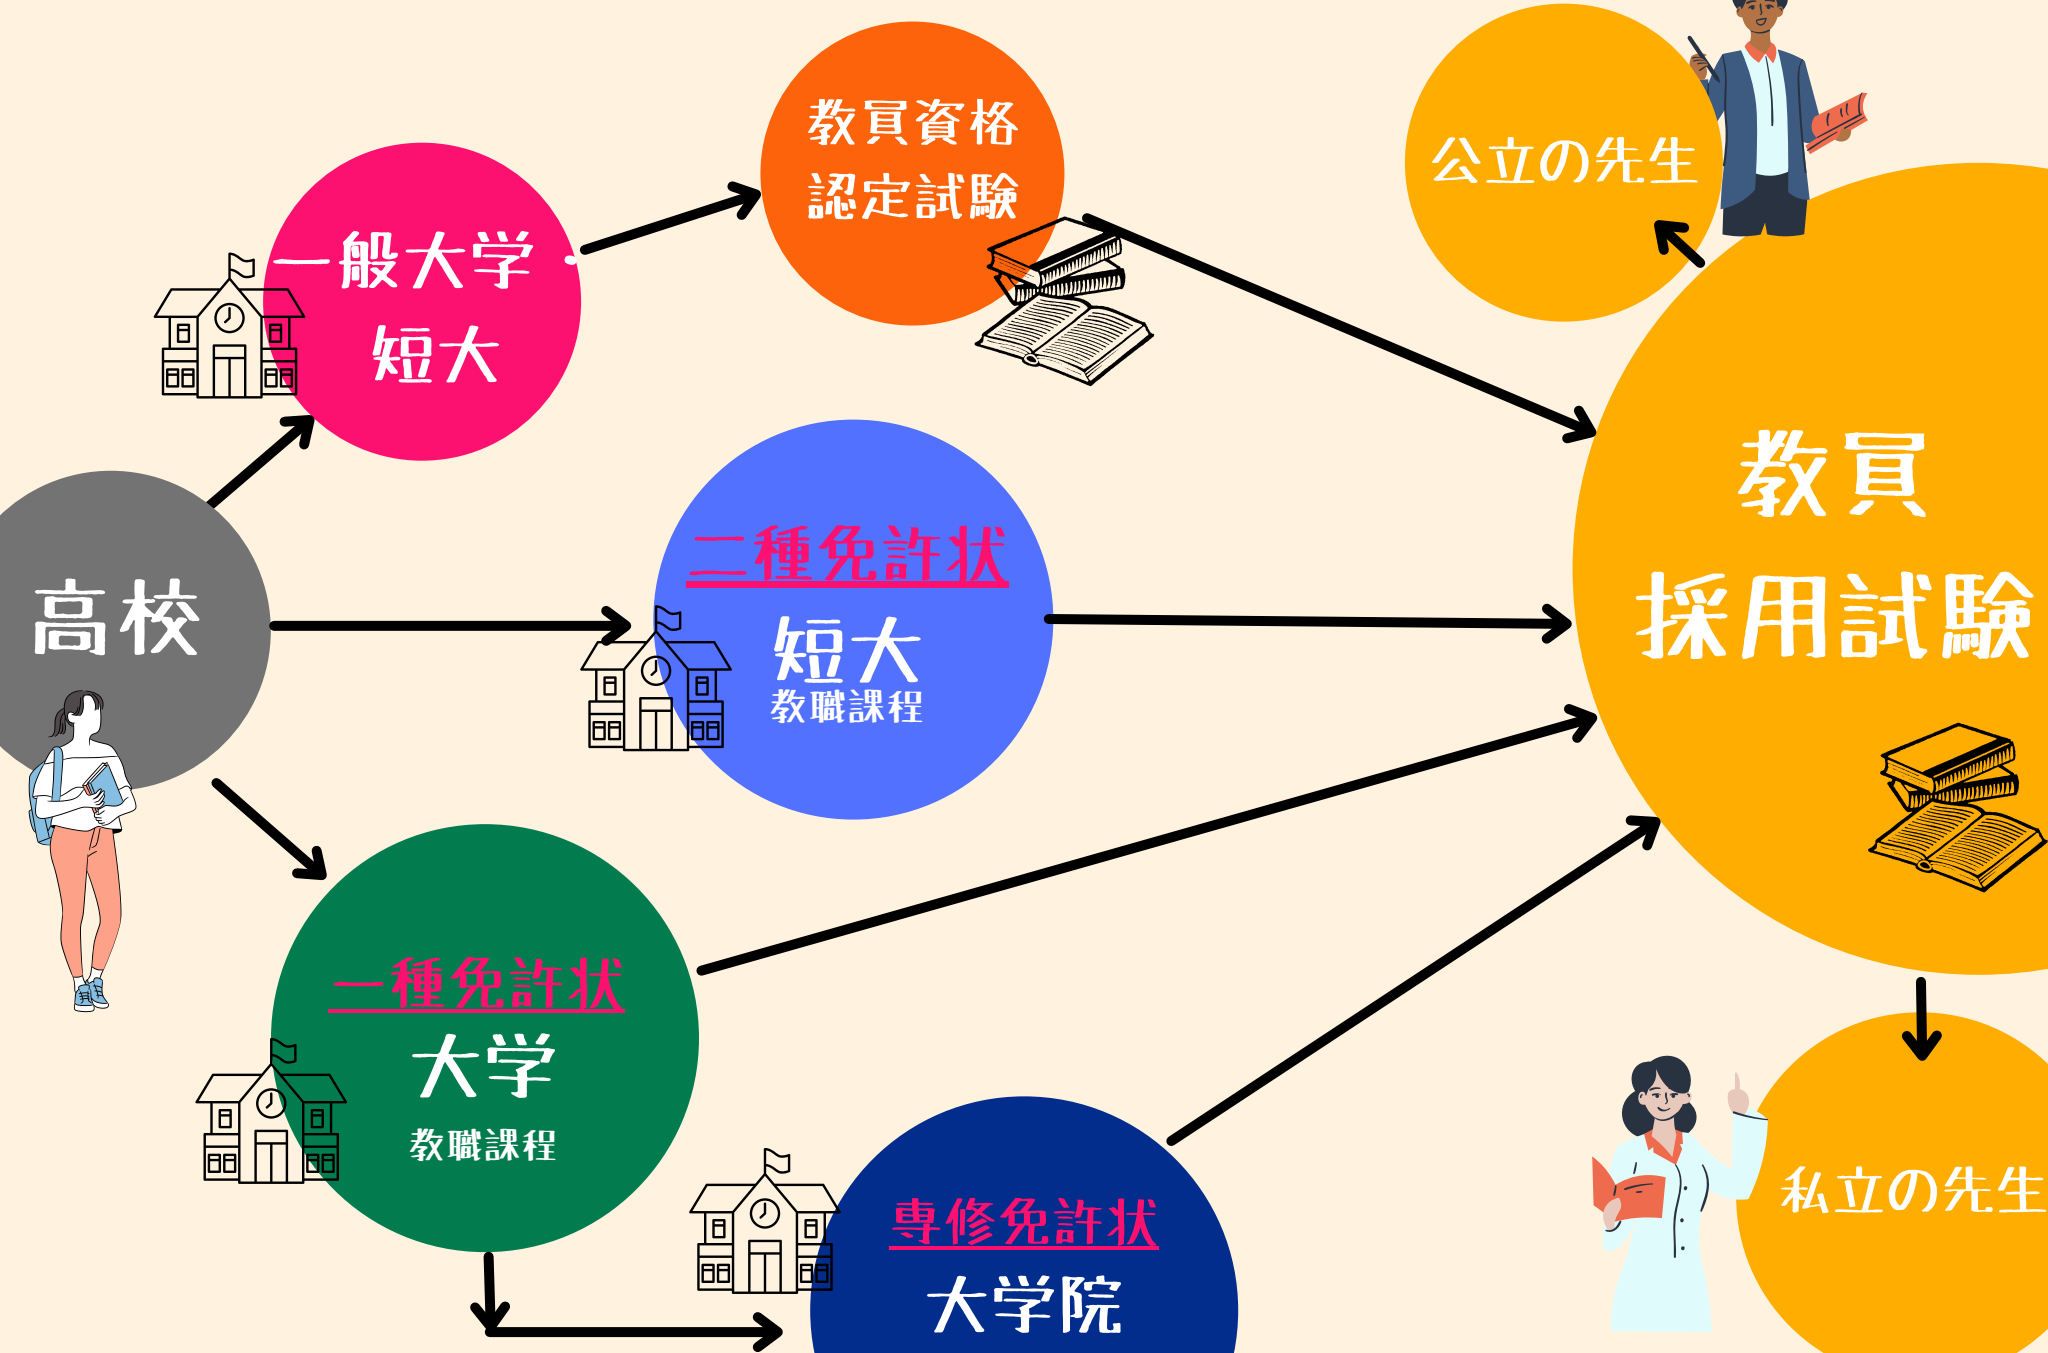 教員資格
認定試験
公立の先生
一般大学・
短大
教員
採用試験
二種免許状
短大
教職課程
高校
一種免許状
大学
教職課程
専修免許状
大学院
私立の先生